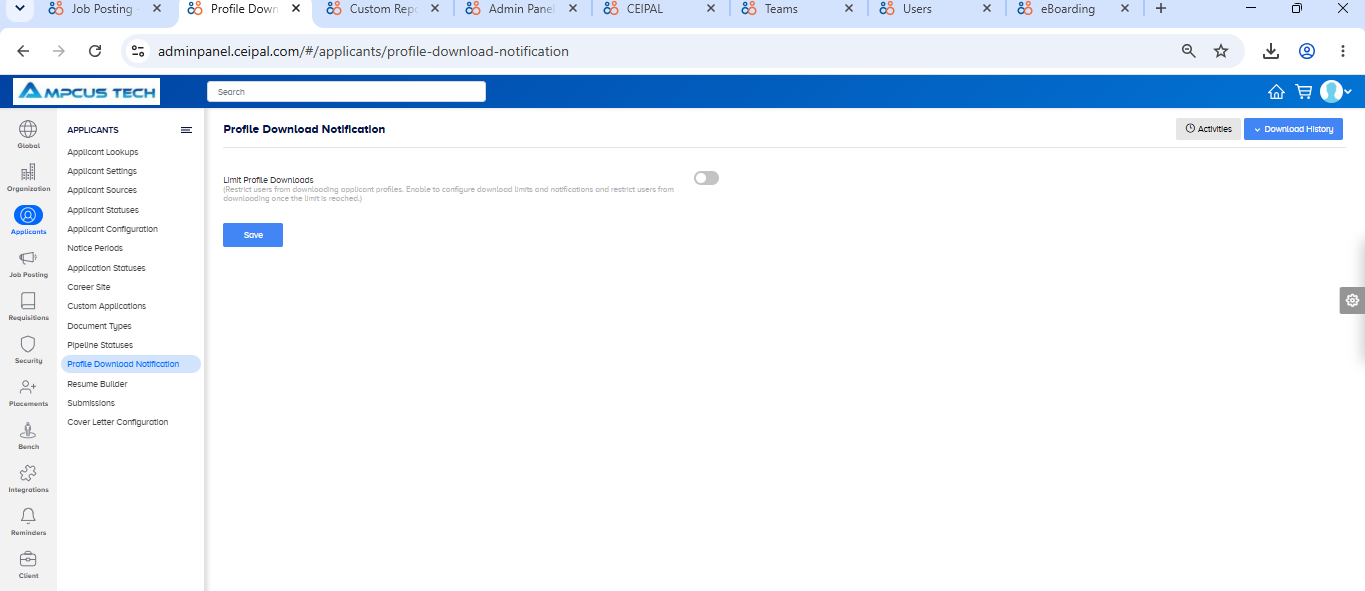 Job Posting -
Profile Down
Custom Repo
Admin Panel
CEIPAL
Teams
Users
eBoarding
adminpanel.ceipal.com/#/applicants/profile-download-notification
AMPCUS TECH
Search
Global
Organization
Applicants
Job Posting
Requisitions
Security
Placements
Bench
Integrations
Reminders
Client
APPLICANTS
Applicant Lookups
Applicant Settings
Applicant Sources
Applicant Statuses
Applicant Configuration
Notice Periods
Application Statuses
Career Site
Custom Applications
Document Types
Pipeline Statuses
Profile Download Notification
Resume Builder
Submissions
Cover Letter Configuration
Profile Download Notification
Activities
Download History
Limit Profile Downloads
(Restrict users from downloading applicant profiles. Enable to configure download limits and notifications and restrict users from
downloading once the limit is reached.)
Save